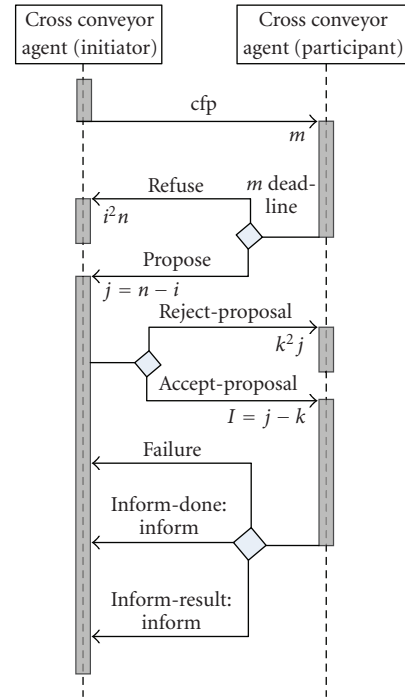 Cross conveyor
agent (initiator)
Cross conveyor
agent (participant)
cfp
m
Refuse
m dead-
line
i²n
Propose
j = n − i
Reject-proposal
k²j
Accept-proposal
I = j − k
Failure
Inform-done:
inform
Inform-result:
inform